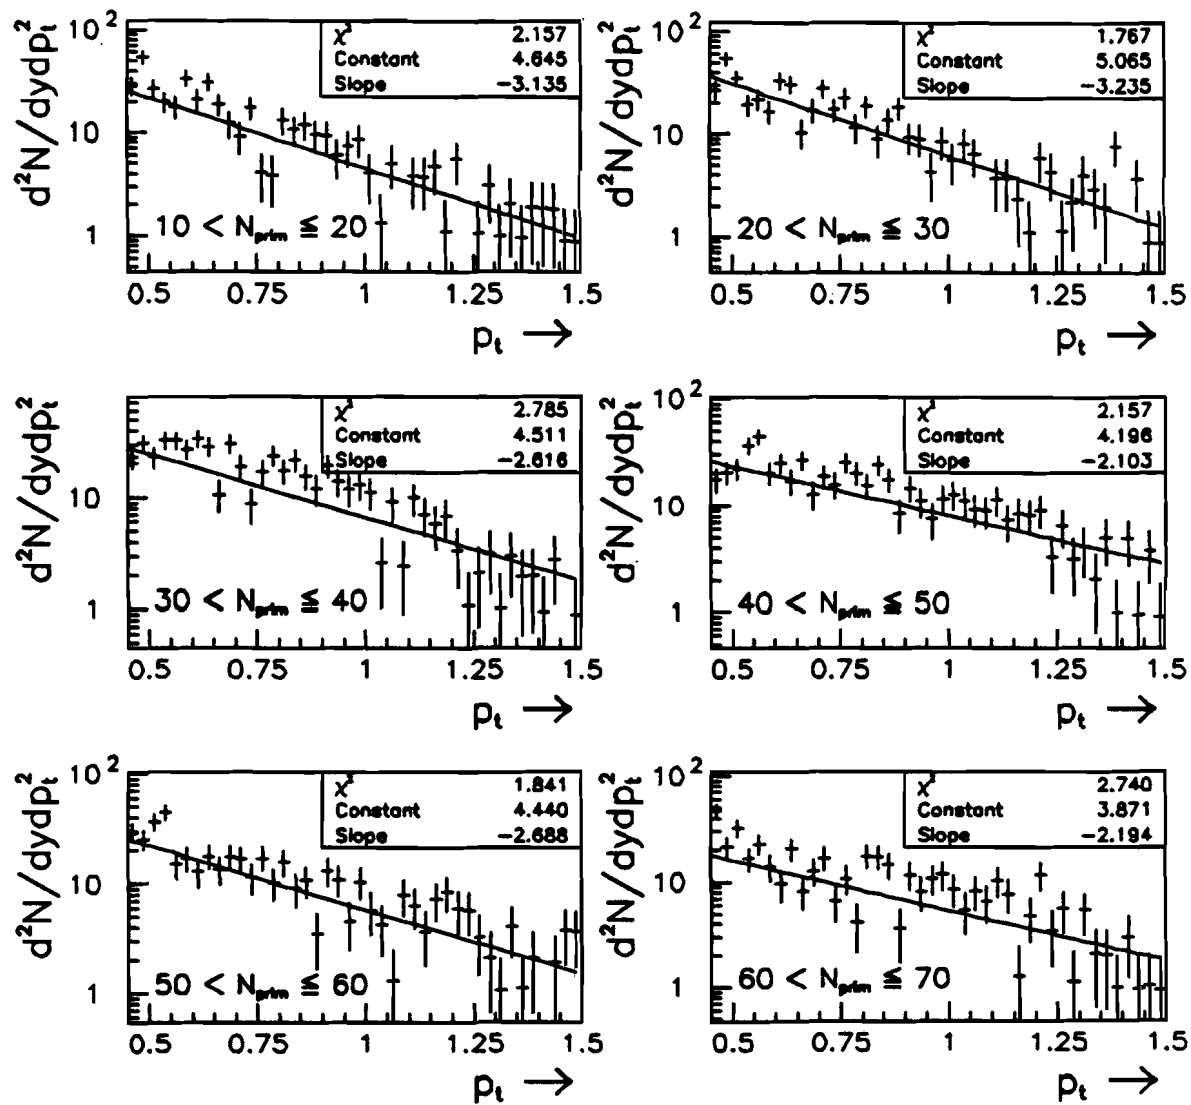 d²N/dydpₜ²
10²
10
1
χ² 2.157
Constant 4.645
Slope −3.135
10 < Nₚᵣᵢₘ ≦ 20
0.5 0.75 1 1.25 1.5
pₜ →
d²N/dydpₜ²
10²
10
1
χ² 1.767
Constant 5.065
Slope −3.235
20 < Nₚᵣᵢₘ ≦ 30
0.5 0.75 1 1.25 1.5
pₜ →
d²N/dydpₜ²
10
1
χ² 2.785
Constant 4.511
Slope −2.616
30 < Nₚᵣᵢₘ ≦ 40
0.5 0.75 1 1.25 1.5
pₜ →
d²N/dydpₜ²
10²
10
1
χ² 2.157
Constant 4.196
Slope −2.103
40 < Nₚᵣᵢₘ ≦ 50
0.5 0.75 1 1.25 1.5
pₜ →
d²N/dydpₜ²
10²
10
1
χ² 1.841
Constant 4.440
Slope −2.688
50 < Nₚᵣᵢₘ ≦ 60
0.5 0.75 1 1.25 1.5
pₜ →
d²N/dydpₜ²
10²
10
1
χ² 2.740
Constant 3.871
Slope −2.194
60 < Nₚᵣᵢₘ ≦ 70
0.5 0.75 1 1.25 1.5
pₜ →